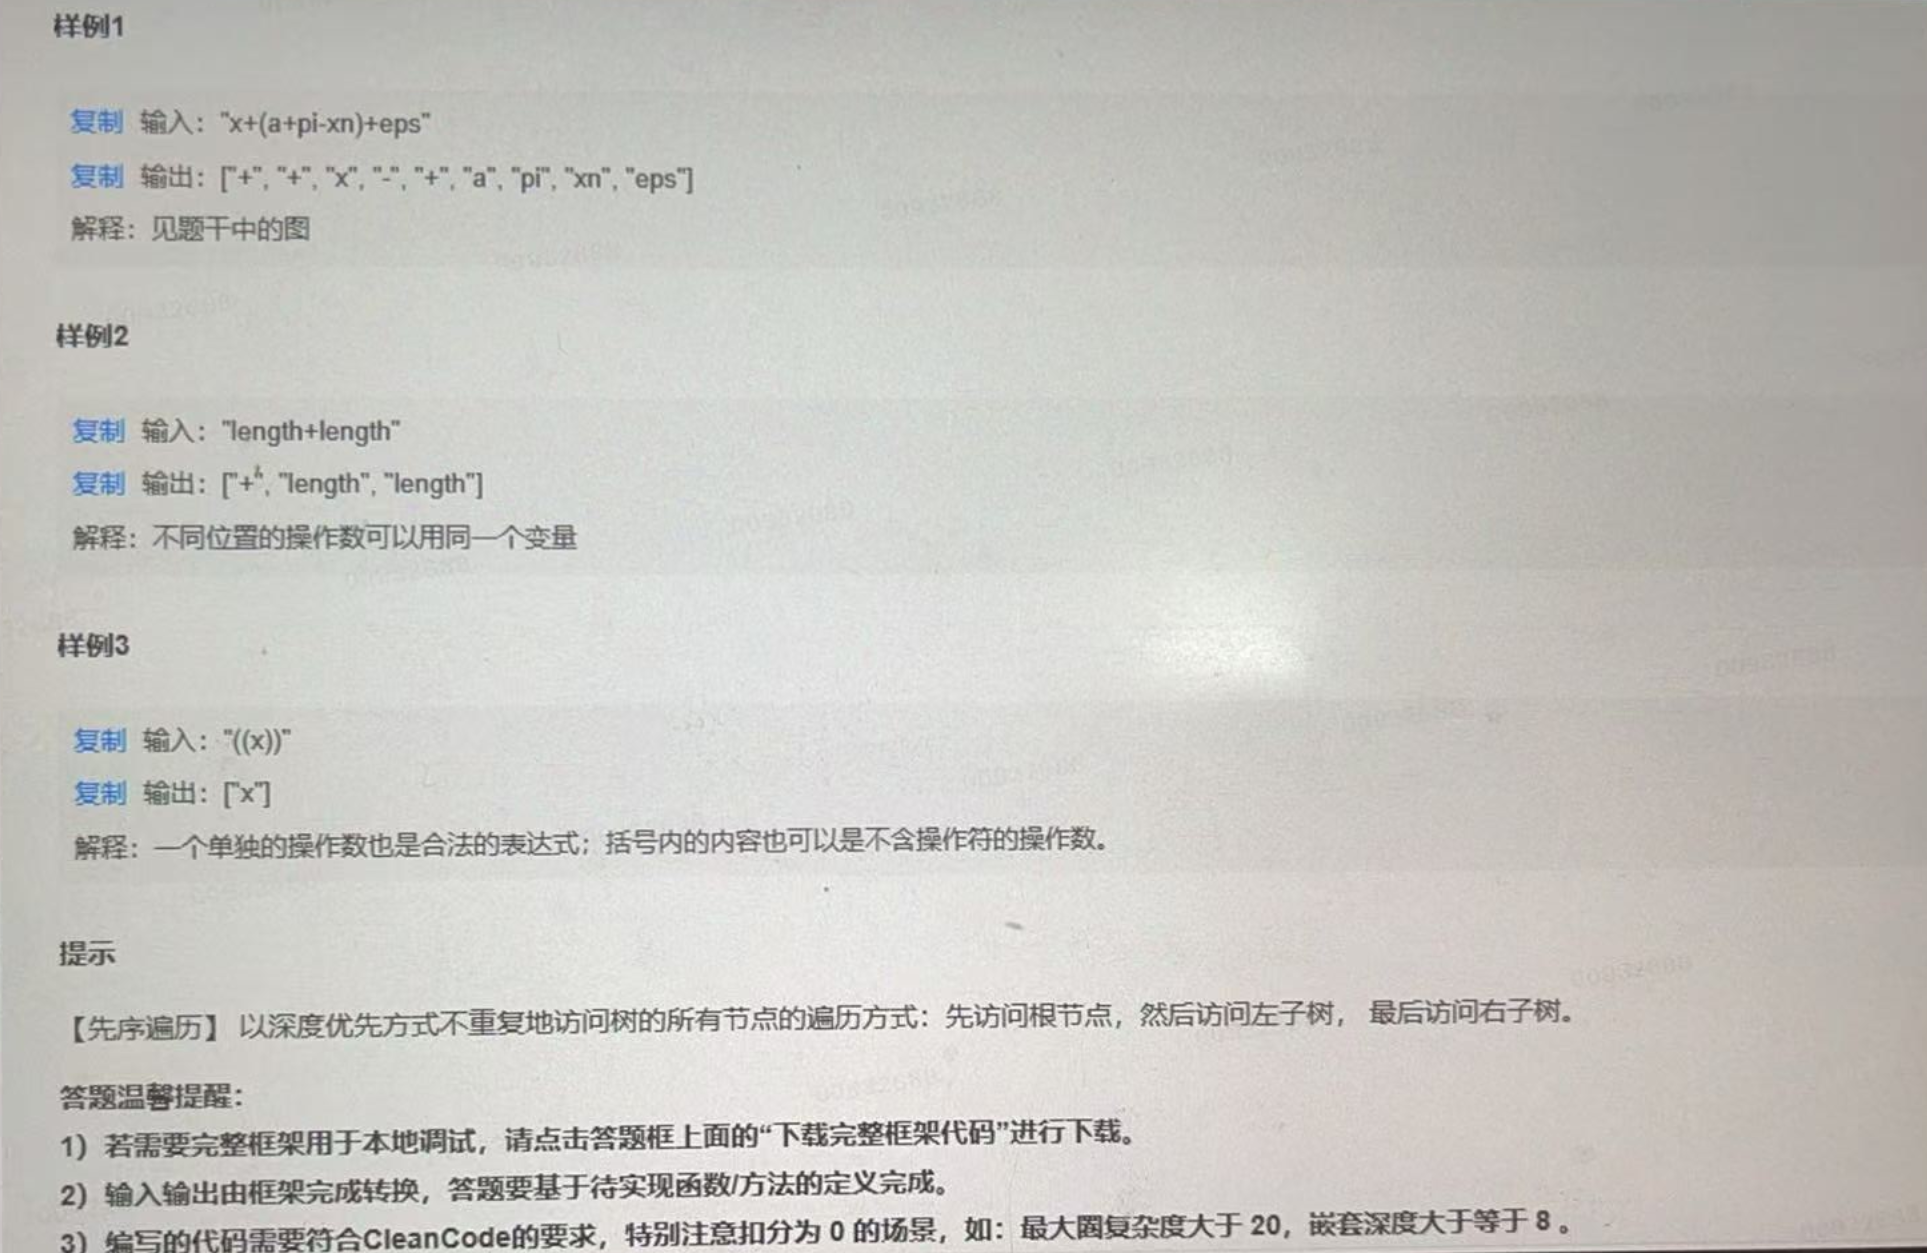 样例1
复制 输入："x+(a+pi-xn)+eps"
复制 输出：["+", "+", "x", "-", "+", "a", "pi", "xn", "eps"]
解释：见题干中的图
样例2
复制 输入："length+length"
复制 输出：["+", "length", "length"]
解释：不同位置的操作数可以用同一个变量
样例3
复制 输入："((x))"
复制 输出：["x"]
解释：一个单独的操作数也是合法的表达式；括号内的内容也可以是不含操作符的操作数。
提示
【先序遍历】 以深度优先方式不重复地访问树的所有节点的遍历方式：先访问根节点，然后访问左子树， 最后访问右子树。
答题温馨提醒：
1）若需要完整框架用于本地调试，请点击答题框上面的“下载完整框架代码”进行下载。
2）输入输出由框架完成转换，答题要基于待实现函数/方法的定义完成。
3）编写的代码需要符合CleanCode的要求，特别注意扣分为 0 的场景，如：最大圈复杂度大于 20，嵌套深度大于等于 8 。